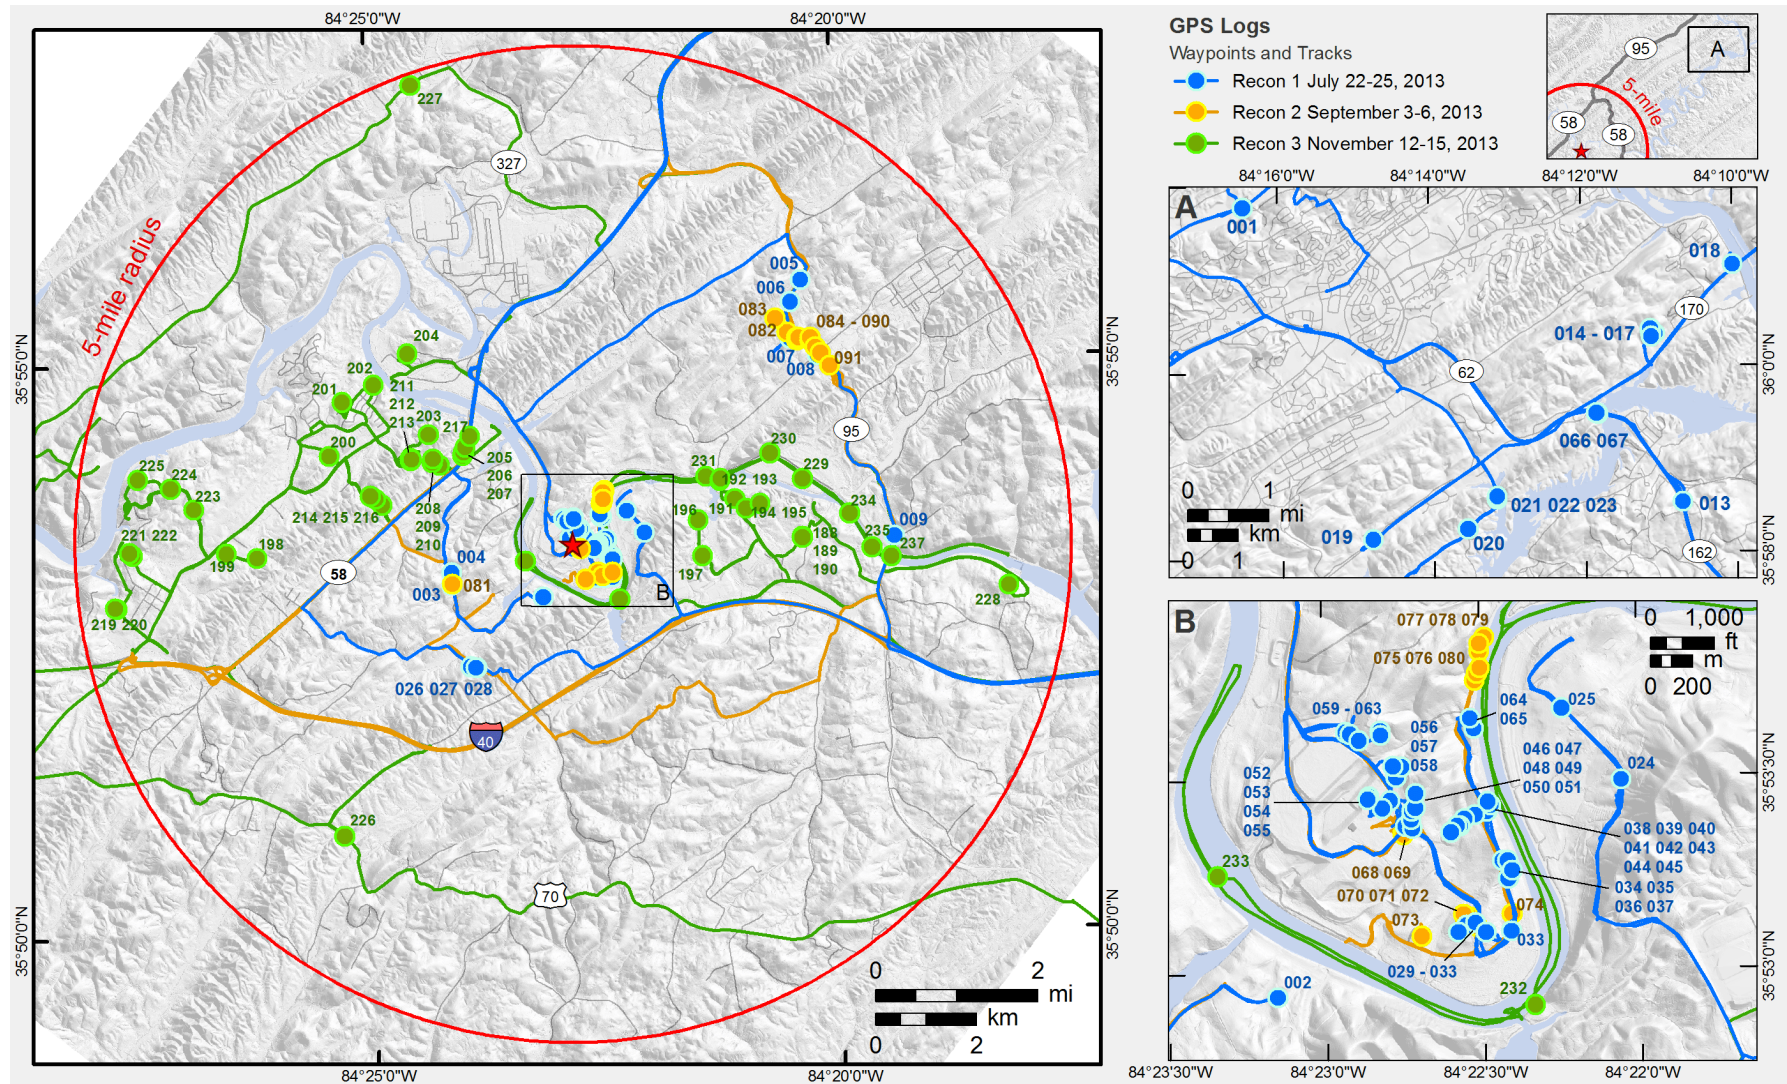 84°25'0"W
84°20'0"W
227
327
5-mile radius
005
006
083
082
084 - 090
007
008
091
204
202
201
211
212
203
213
217
200
205
206
207
95
35°55'0"N
35°55'0"N
225
224
223
214 215 216
208
209
210
221 222
198
199
219 220
58
004
003
081
026 027 028
B
230
231
229
192 193
191
194 195
196
197
188
189
190
234
235
009
237
228
40
226
70
35°50'0"N
35°50'0"N
0 2
mi
km
0 2
84°25'0"W
84°20'0"W
GPS Logs
Waypoints and Tracks
Recon 1 July 22-25, 2013
Recon 2 September 3-6, 2013
Recon 3 November 12-15, 2013
95
A
5-mile
58
58
84°16'0"W
84°14'0"W
84°12'0"W
84°10'0"W
A
001
018
170
014 - 017
62
066 067
021 022 023
013
019
020
162
0 1
mi
km
0 1
36°0'0"N
35°58'0"N
B
077 078 079
075 076 080
0 1,000
ft
m
0 200
059 - 063
064
065
025
056
057
058
046 047
048 049
050 051
024
052
053
054
055
038 039 040
041 042 043
044 045
034 035
036 037
068 069
070 071 072
073
074
033
029 - 033
233
232
002
35°53'30"N
35°53'0"N
84°23'30"W
84°23'0"W
84°22'30"W
84°22'0"W